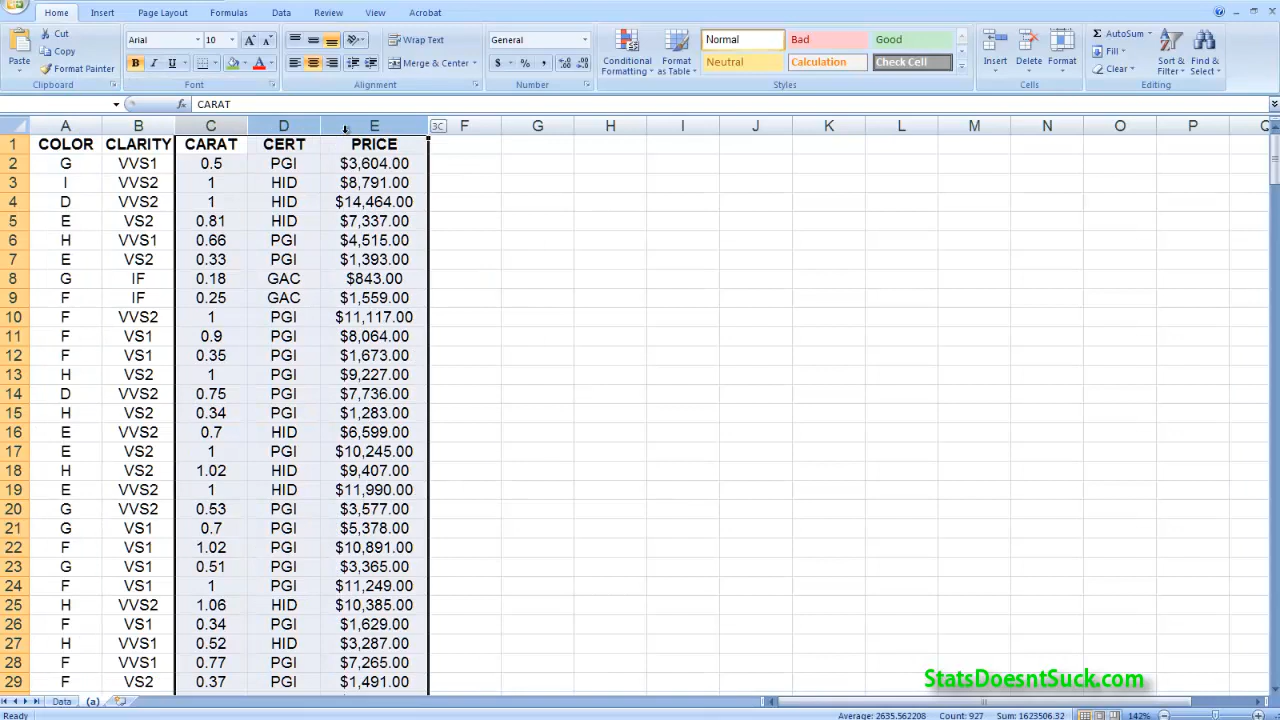 Home Insert Page Layout Formulas Data Review View Acrobat
Cut Arial 10 Wrap Text General Normal Bad Good AutoSum
Copy Fill
Paste Format Painter B I U Merge & Center $ % , Conditional Formatting Format as Table Neutral Calculation Check Cell Insert Delete Format Clear Sort & Filter Find & Select
Clipboard Font Alignment Number Styles Cells Editing
fx CARAT
A B C D E 3C F G H I J K L M N O P Q
1 COLOR CLARITY CARAT CERT PRICE
2 G VVS1 0.5 PGI $3,604.00
3 I VVS2 1 HID $8,791.00
4 D VVS2 1 HID $14,464.00
5 E VS2 0.81 HID $7,337.00
6 H VVS1 0.66 PGI $4,515.00
7 E VS2 0.33 PGI $1,393.00
8 G IF 0.18 GAC $843.00
9 F IF 0.25 GAC $1,559.00
10 F VVS2 1 PGI $11,117.00
11 F VS1 0.9 PGI $8,064.00
12 F VS1 0.35 PGI $1,673.00
13 H VS2 1 PGI $9,227.00
14 D VVS2 0.75 PGI $7,736.00
15 H VS2 0.34 PGI $1,283.00
16 E VVS2 0.7 HID $6,599.00
17 E VS2 1 PGI $10,245.00
18 H VS2 1.02 HID $9,407.00
19 E VVS2 1 HID $11,990.00
20 G VVS2 0.53 PGI $3,577.00
21 G VS1 0.7 PGI $5,378.00
22 F VS1 1.02 PGI $10,891.00
23 G VS1 0.51 PGI $3,365.00
24 F VS1 1 PGI $11,249.00
25 H VVS2 1.06 HID $10,385.00
26 F VS1 0.34 PGI $1,629.00
27 H VVS1 0.52 HID $3,287.00
28 F VVS1 0.77 PGI $7,265.00
29 F VS2 0.37 PGI $1,491.00
StatsDoesntSuck.com
Data (a)
Ready Average: 2635.562208 Count: 927 Sum: 1623506.32 142%